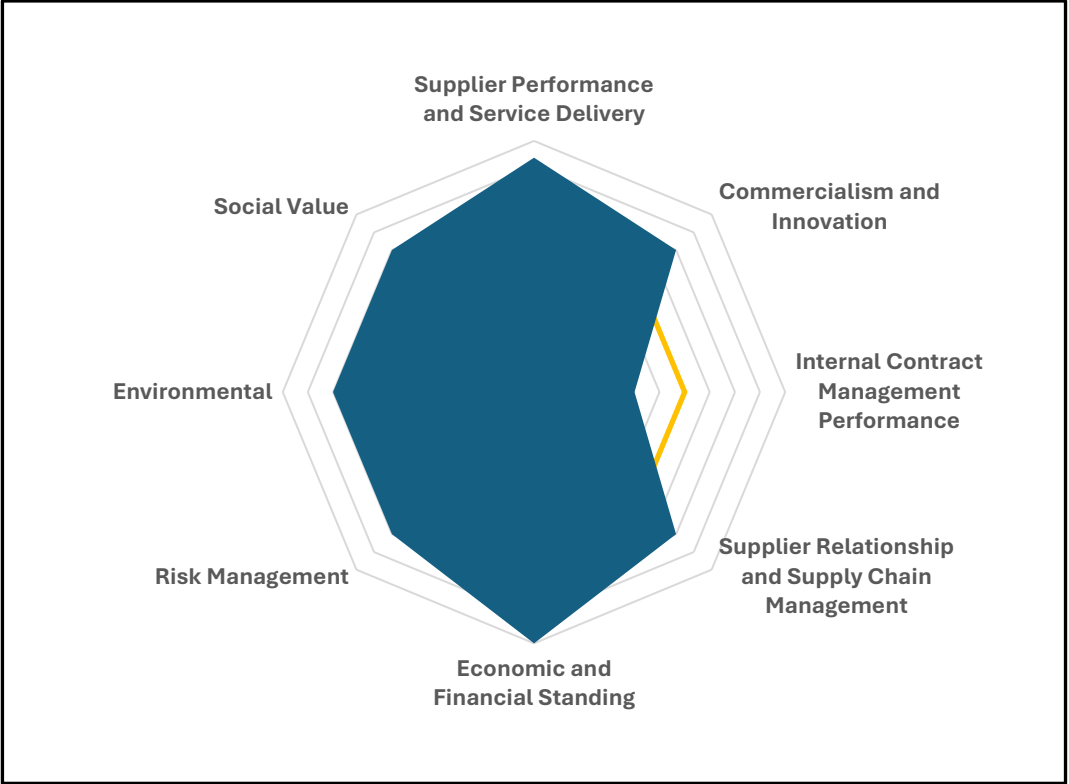 Supplier Performance
and Service Delivery
Commercialism and
Innovation
Internal Contract
Management
Performance
Supplier Relationship
and Supply Chain
Management
Economic and
Financial Standing
Risk Management
Environmental
Social Value